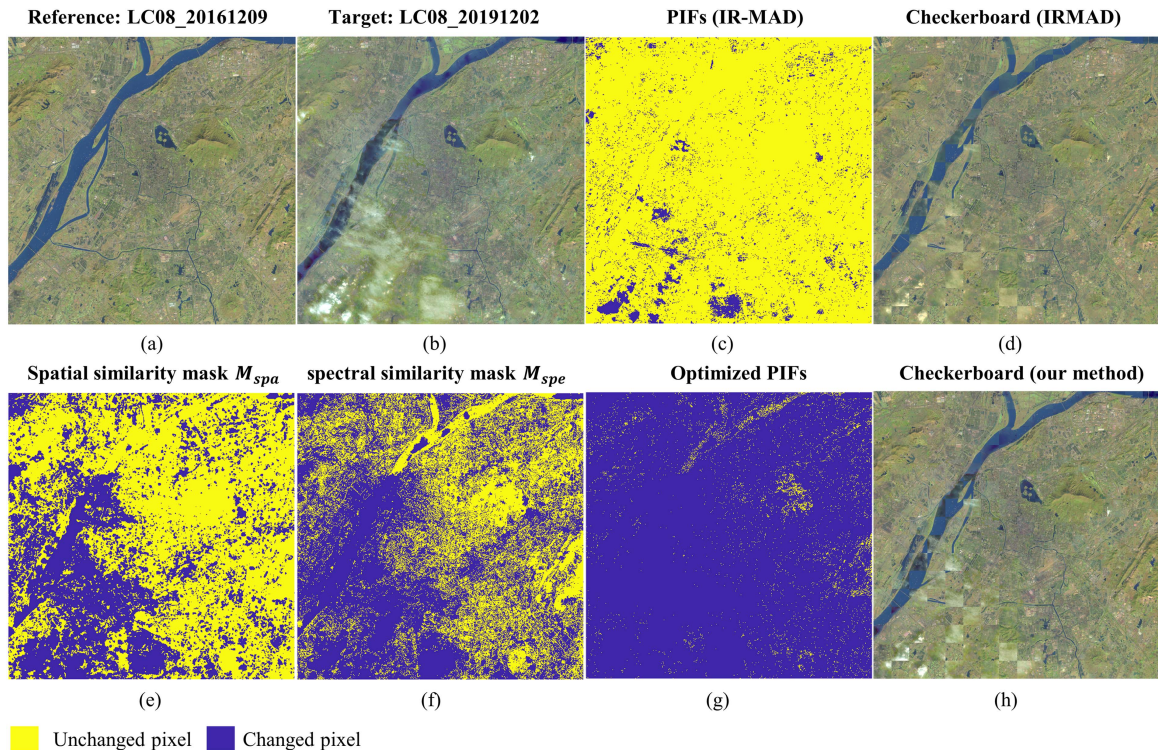 Reference: LC08_20161209
Target: LC08_20191202
PIFs (IR-MAD)
Checkerboard (IRMAD)
(a)
(b)
(c)
(d)
Spatial similarity mask M_spa
spectral similarity mask M_spe
Optimized PIFs
Checkerboard (our method)
(e)
(f)
(g)
(h)
Unchanged pixel
Changed pixel